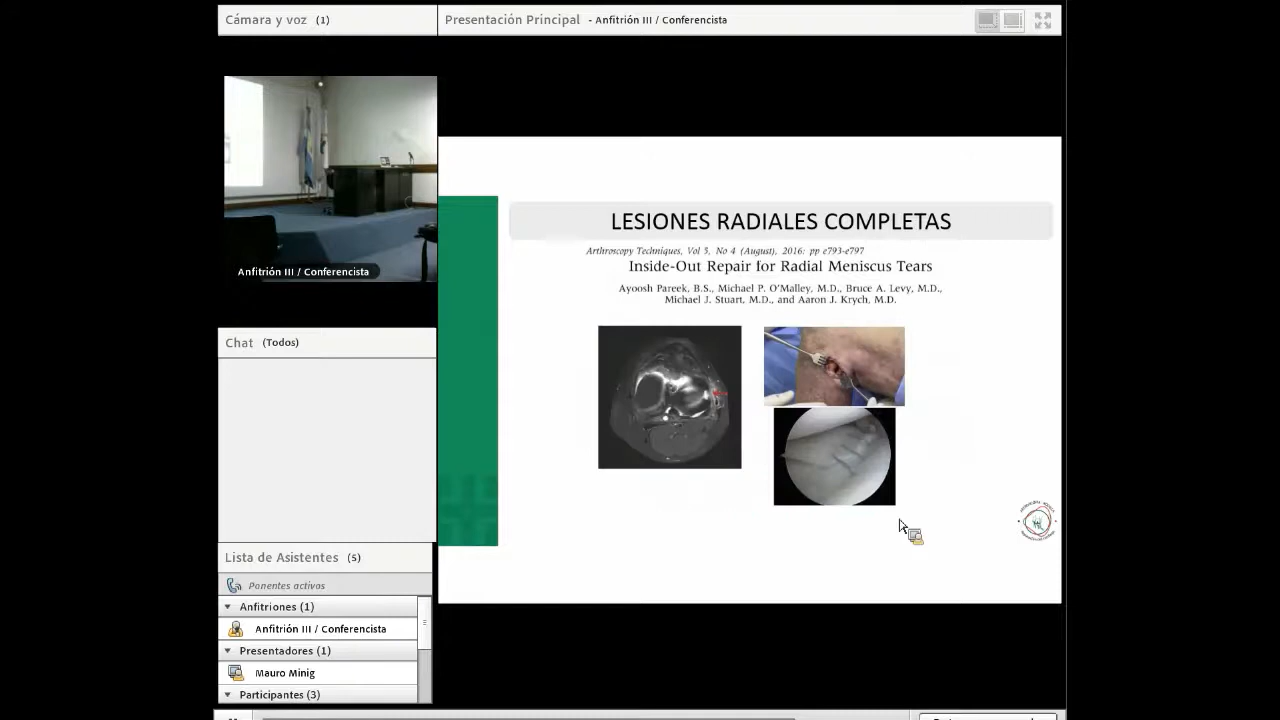 Cámara y voz (1)
Presentación Principal - Anfitrión III / Conferencista
Anfitrión III / Conferencista
LESIONES RADIALES COMPLETAS
Arthroscopy Techniques, Vol 5, No 4 (August), 2016: pp e793-e797
Inside-Out Repair for Radial Meniscus Tears
Ayoosh Pareek, B.S., Michael P. O'Malley, M.D., Bruce A. Levy, M.D.,
Michael J. Stuart, M.D., and Aaron J. Krych, M.D.
Chat (Todos)
Lista de Asistentes (5)
Ponentes activos
Anfitriones (1)
Anfitrión III / Conferencista
Presentadores (1)
Mauro Minig
Participantes (3)